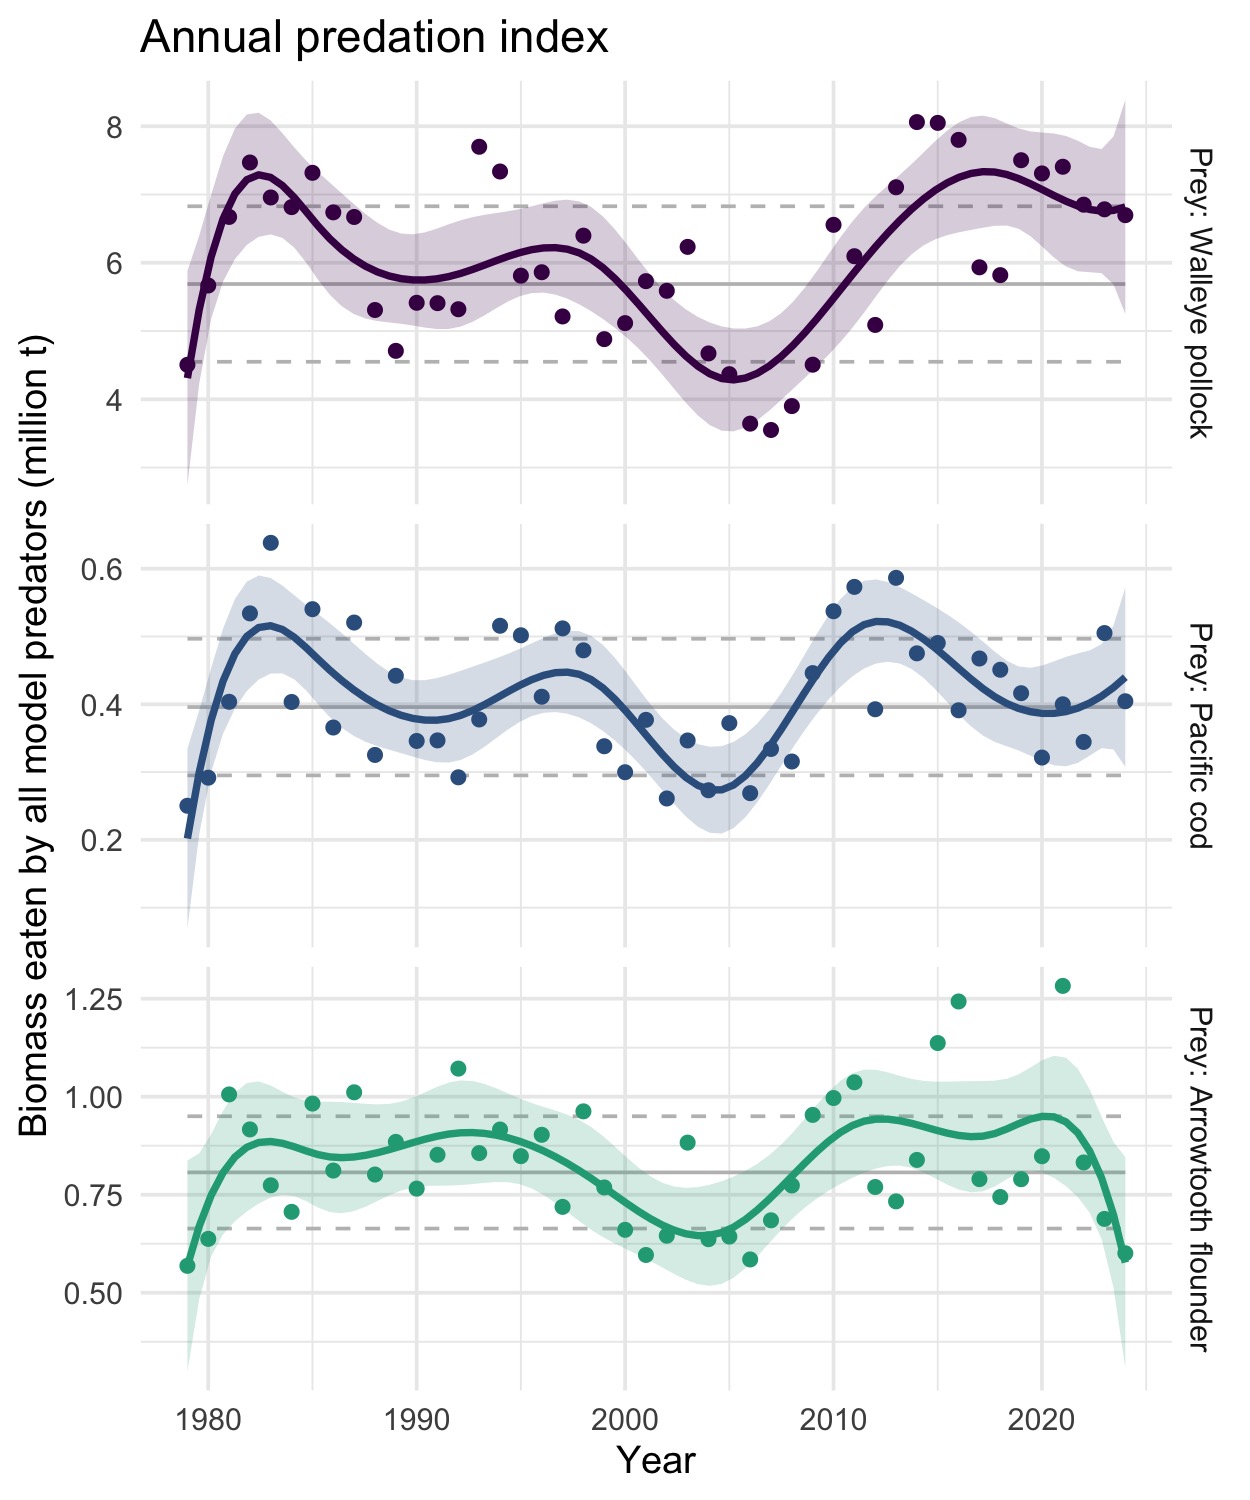 Annual predation index
Biomass eaten by all model predators (million t)
8
6
4
Prey: Walleye pollock
0.6
0.4
0.2
Prey: Pacific cod
1.25
1.00
0.75
0.50
Prey: Arrowtooth flounder
1980 1990 2000 2010 2020
Year